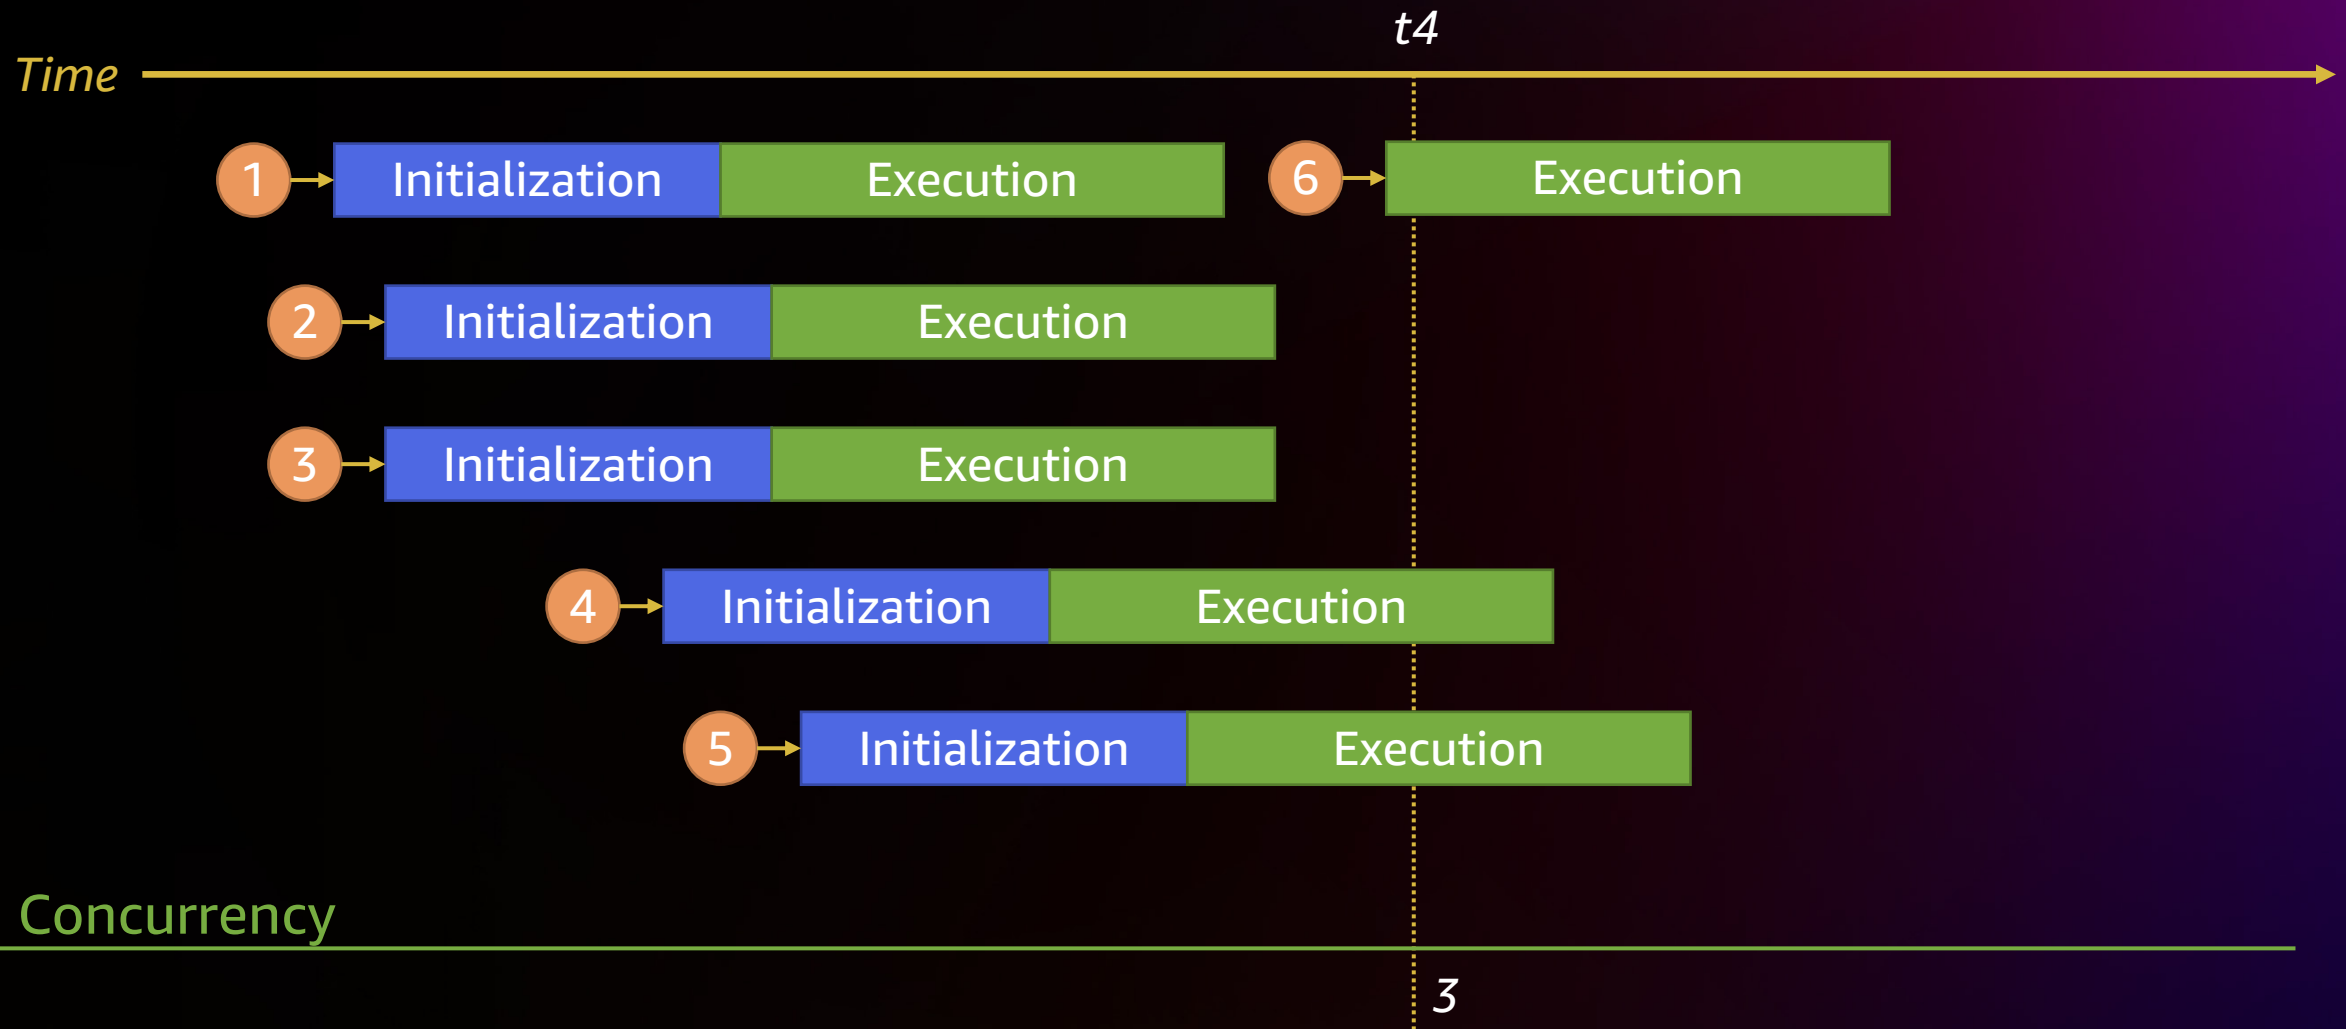 t4
Time
1 Initialization Execution 6 Execution
2 Initialization Execution
3 Initialization Execution
4 Initialization Execution
5 Initialization Execution
Concurrency
3